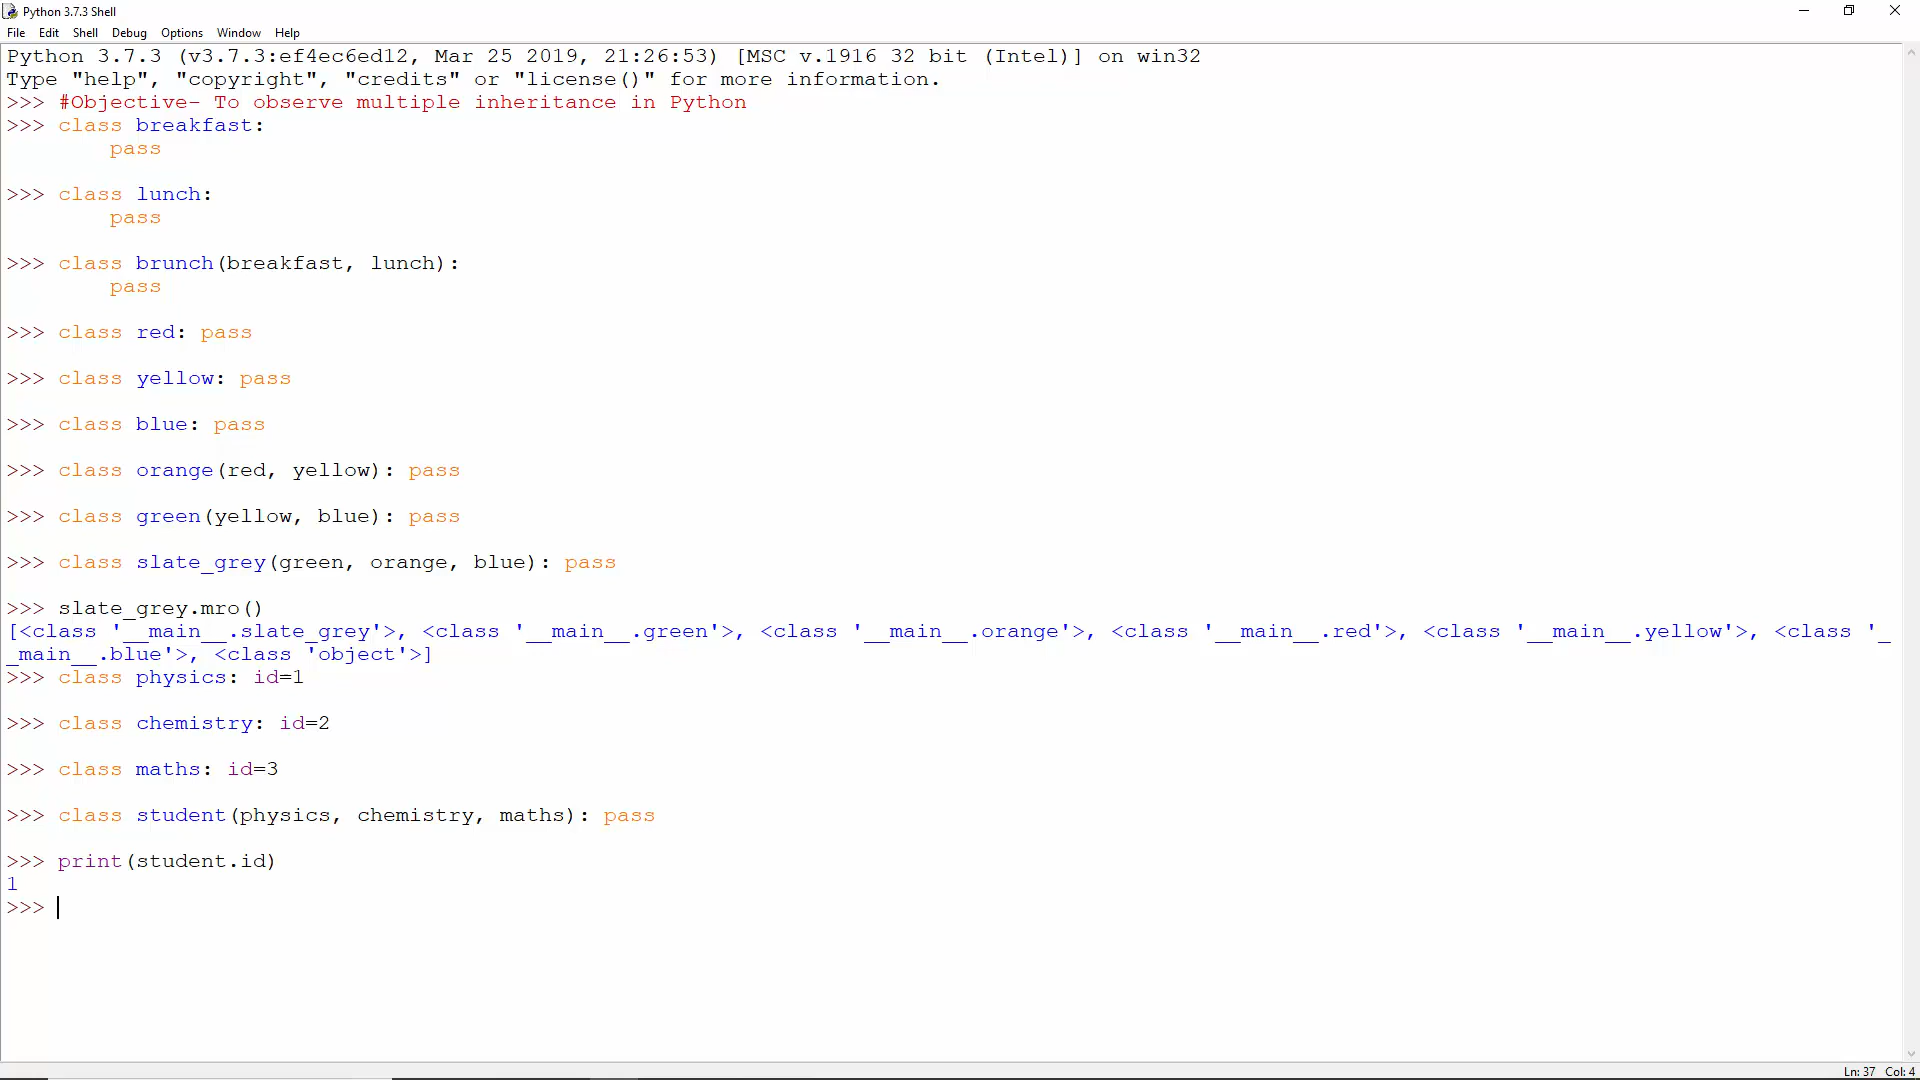 Python 3.7.3 Shell
File Edit Shell Debug Options Window Help
Python 3.7.3 (v3.7.3:ef4ec6ed12, Mar 25 2019, 21:26:53) [MSC v.1916 32 bit (Intel)] on win32
Type "help", "copyright", "credits" or "license()" for more information.
>>> #Objective- To observe multiple inheritance in Python
>>> class breakfast:
        pass
>>> class lunch:
        pass
>>> class brunch(breakfast, lunch):
        pass
>>> class red: pass
>>> class yellow: pass
>>> class blue: pass
>>> class orange(red, yellow): pass
>>> class green(yellow, blue): pass
>>> class slate_grey(green, orange, blue): pass
>>> slate_grey.mro()
[<class '__main__.slate_grey'>, <class '__main__.green'>, <class '__main__.orange'>, <class '__main__.red'>, <class '__main__.yellow'>, <class '_
_main__.blue'>, <class 'object'>]
>>> class physics: id=1
>>> class chemistry: id=2
>>> class maths: id=3
>>> class student(physics, chemistry, maths): pass
>>> print(student.id)
1
>>>
Ln: 37 Col: 4